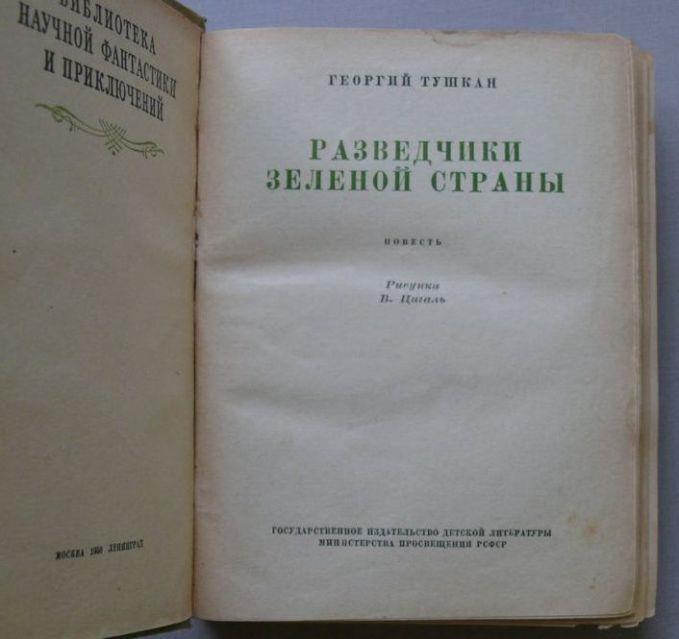 БИБЛИОТЕКА
НАУЧНОЙ ФАНТАСТИКИ
И ПРИКЛЮЧЕНИЙ
МОСКВА 1950 ЛЕНИНГРАД
ГЕОРГИЙ ТУШКАН
РАЗВЕДЧИКИ
ЗЕЛЕНОЙ СТРАНЫ
ПОВЕСТЬ
Рисунки
В. Цигаль
ГОСУДАРСТВЕННОЕ ИЗДАТЕЛЬСТВО ДЕТСКОЙ ЛИТЕРАТУРЫ
МИНИСТЕРСТВА ПРОСВЕЩЕНИЯ РСФСР